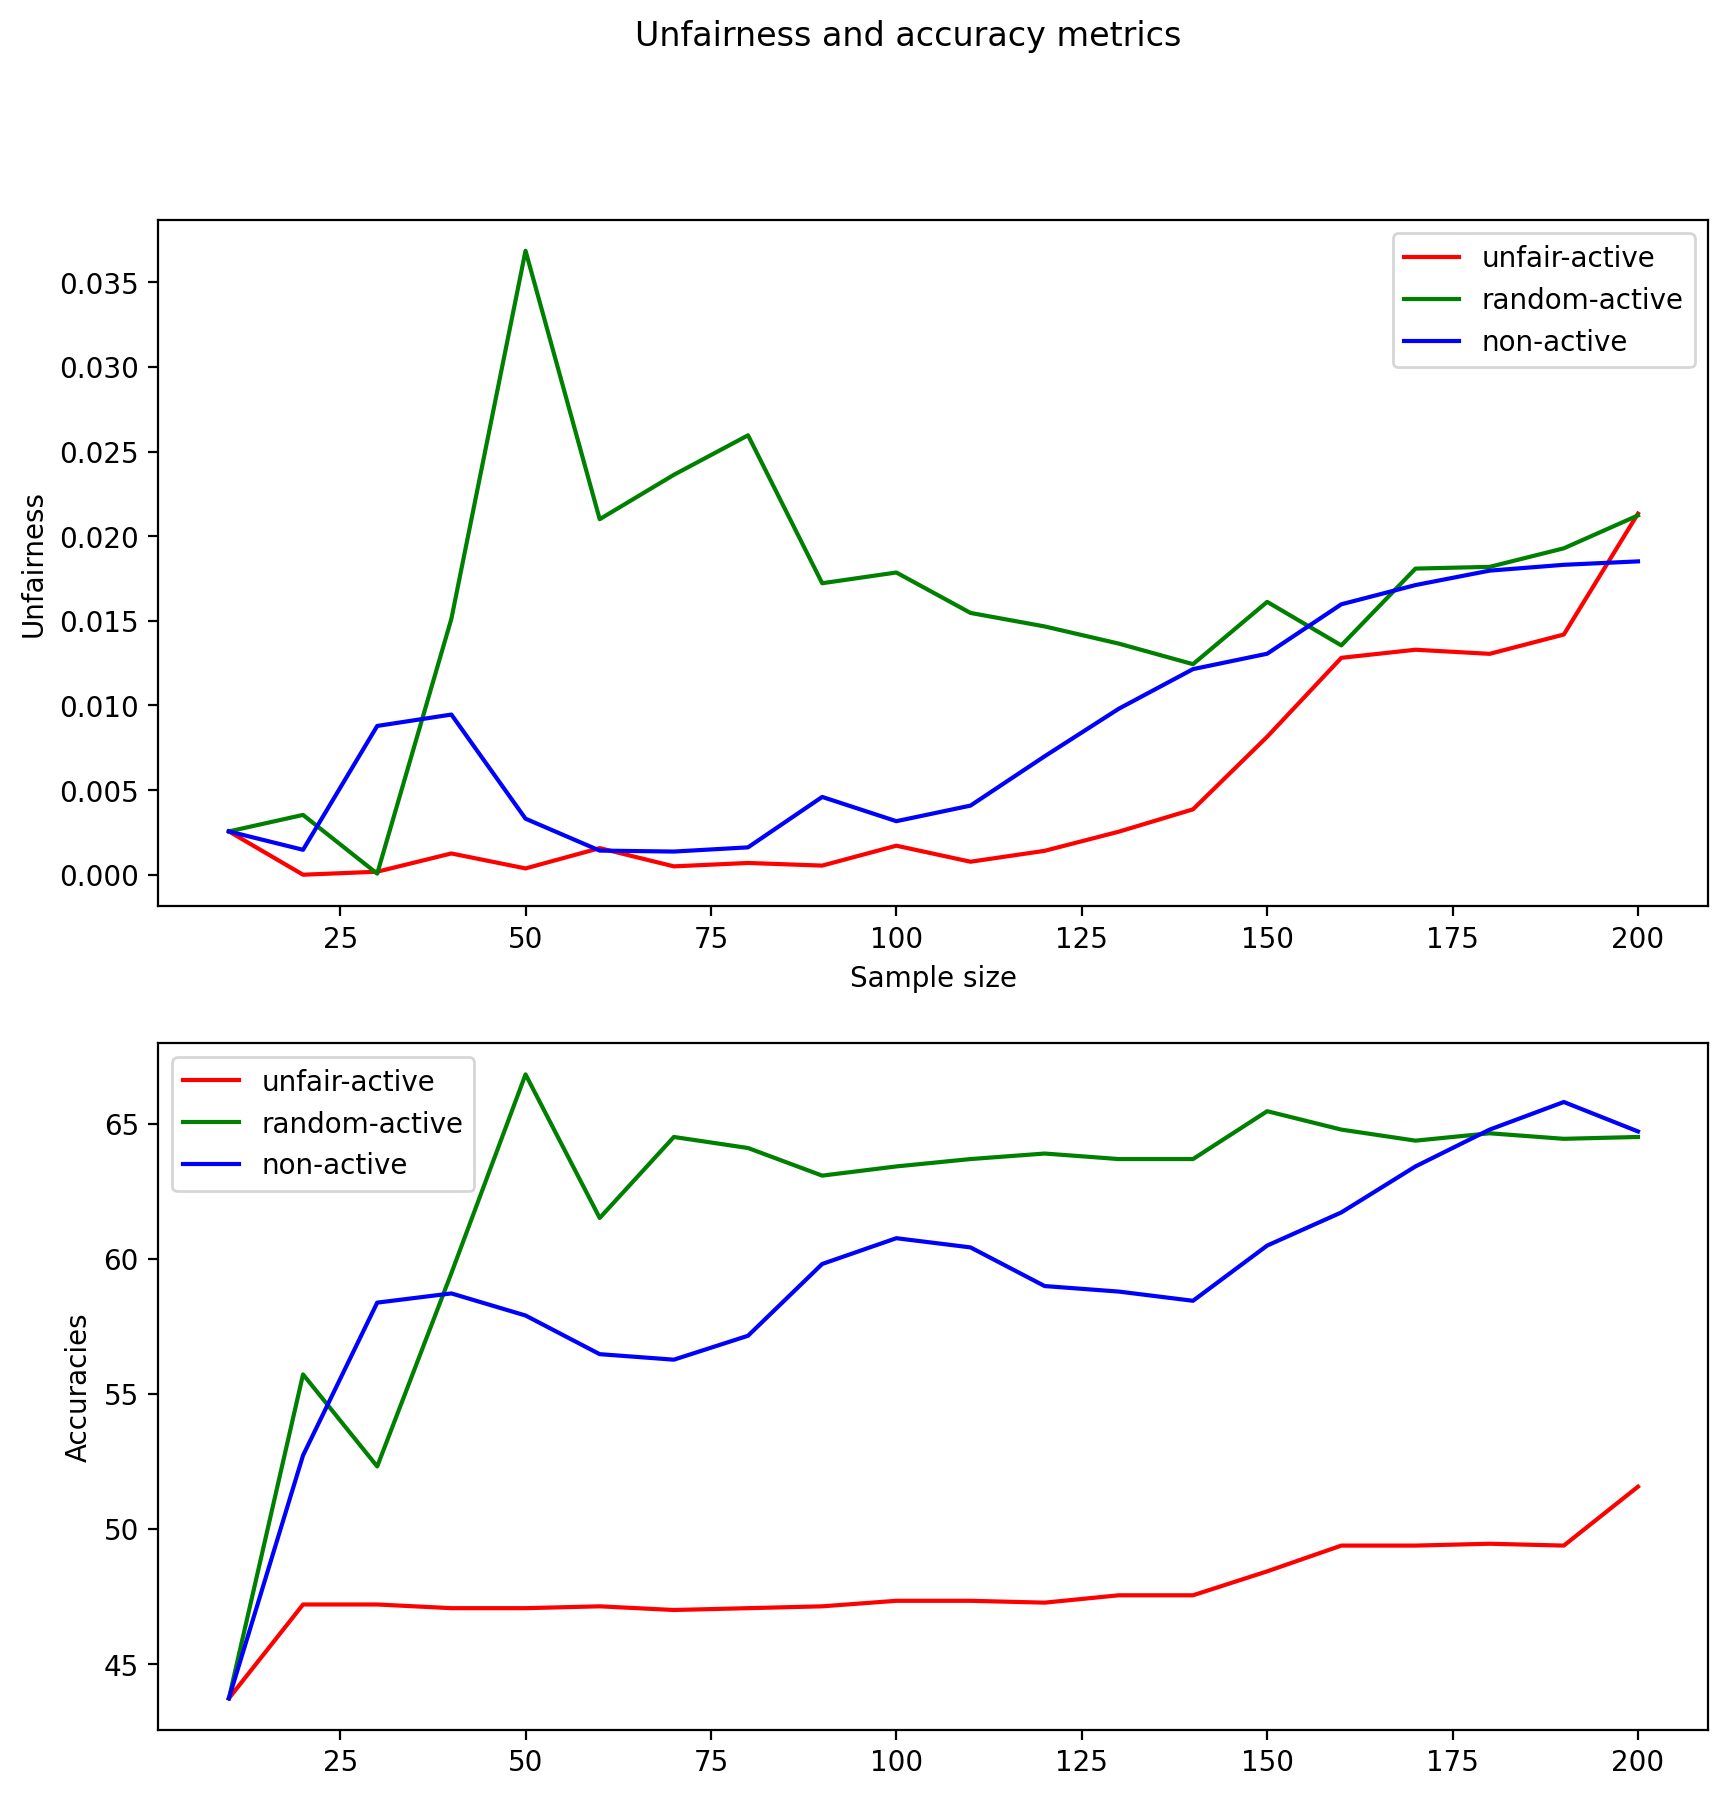 Unfairness and accuracy metrics
unfair-active
random-active
non-active
Unfairness
0.035
0.030
0.025
0.020
0.015
0.010
0.005
0.000
25 50 75 100 125 150 175 200
Sample size
unfair-active
random-active
non-active
Accuracies
65
60
55
50
45
25 50 75 100 125 150 175 200